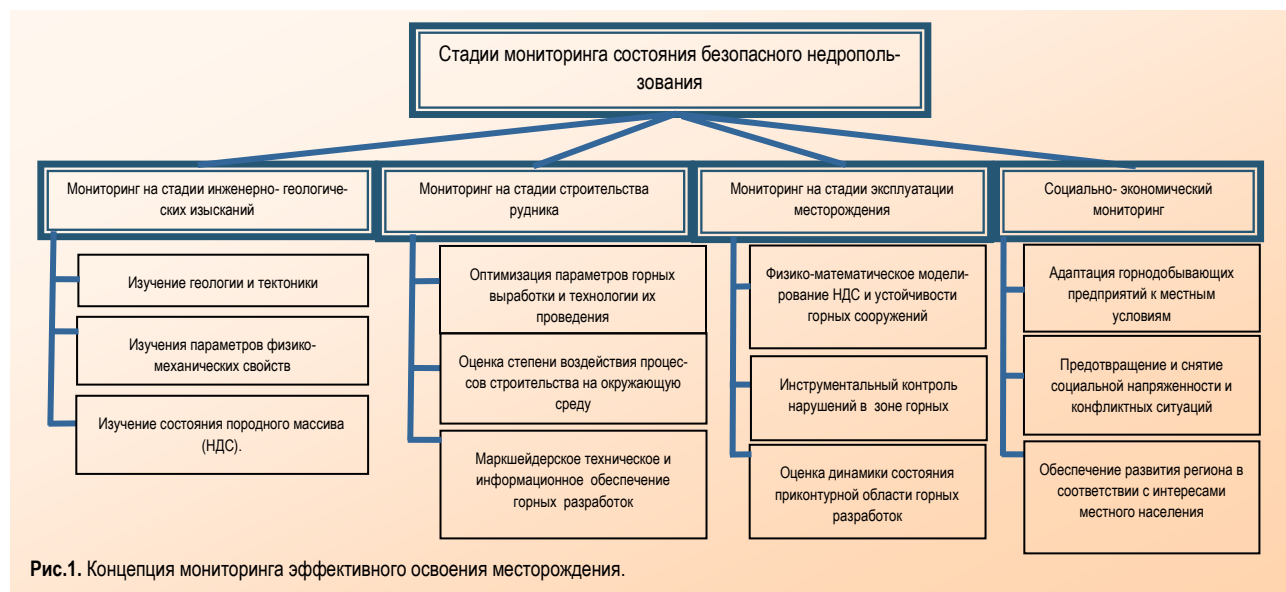 Стадии мониторинга состояния безопасного недрополь-
зования
Мониторинг на стадии инженерно- геологиче-
ских изысканий
Изучение геологии и тектоники
Изучения параметров физико-
механических свойств
Изучение состояния породного массива
(НДС).
Мониторинг на стадии строительства
рудника
Оптимизация параметров горных
выработки и технологии их
проведения
Оценка степени воздействия процес-
сов строительства на окружающую
среду
Маркшейдерское техническое и
информационное обеспечение
горных разработок
Мониторинг на стадии эксплуатации
месторождения
Физико-математическое модели-
рование НДС и устойчивости
горных сооружений
Инструментальный контроль
нарушений в зоне горных
Оценка динамики состояния
приконтурной области горных
разработок
Социально- экономический
мониторинг
Адаптация горнодобывающих
предприятий к местным
условиям
Предотвращение и снятие
социальной напряженности и
конфликтных ситуаций
Обеспечение развития региона в
соответствии с интересами
местного населения
Рис.1. Концепция мониторинга эффективного освоения месторождения.